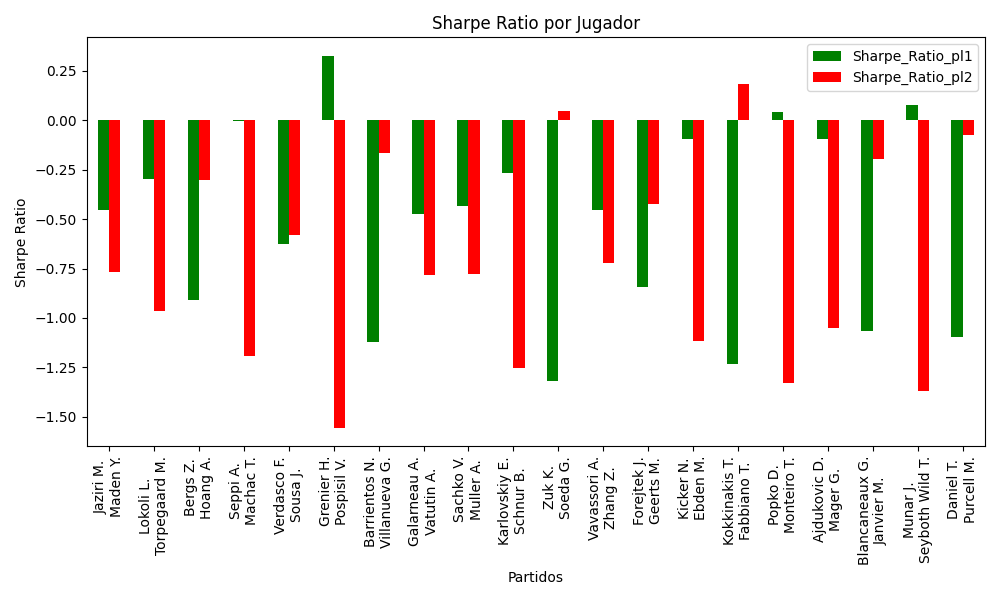 Sharpe Ratio por Jugador
Sharpe_Ratio_pl1
Sharpe_Ratio_pl2
Sharpe Ratio
0.25
0.00
−0.25
−0.50
−0.75
−1.00
−1.25
−1.50
Jaziri M.
Maden Y.
Lokoli L.
Torpegaard M.
Bergs Z.
Hoang A.
Seppi A.
Machac T.
Verdasco F.
Sousa J.
Grenier H.
Pospisil V.
Barrientos N.
Villanueva G.
Galarneau A.
Vatutin A.
Sachko V.
Muller A.
Karlovskiy E.
Schnur B.
Zuk K.
Soeda G.
Vavassori A.
Zhang Z.
Forejtek J.
Geerts M.
Kicker N.
Ebden M.
Kokkinakis T.
Fabbiano T.
Popko D.
Monteiro T.
Ajdukovic D.
Mager G.
Blancaneaux G.
Janvier M.
Munar J.
Seyboth Wild T.
Daniel T.
Purcell M.
Partidos